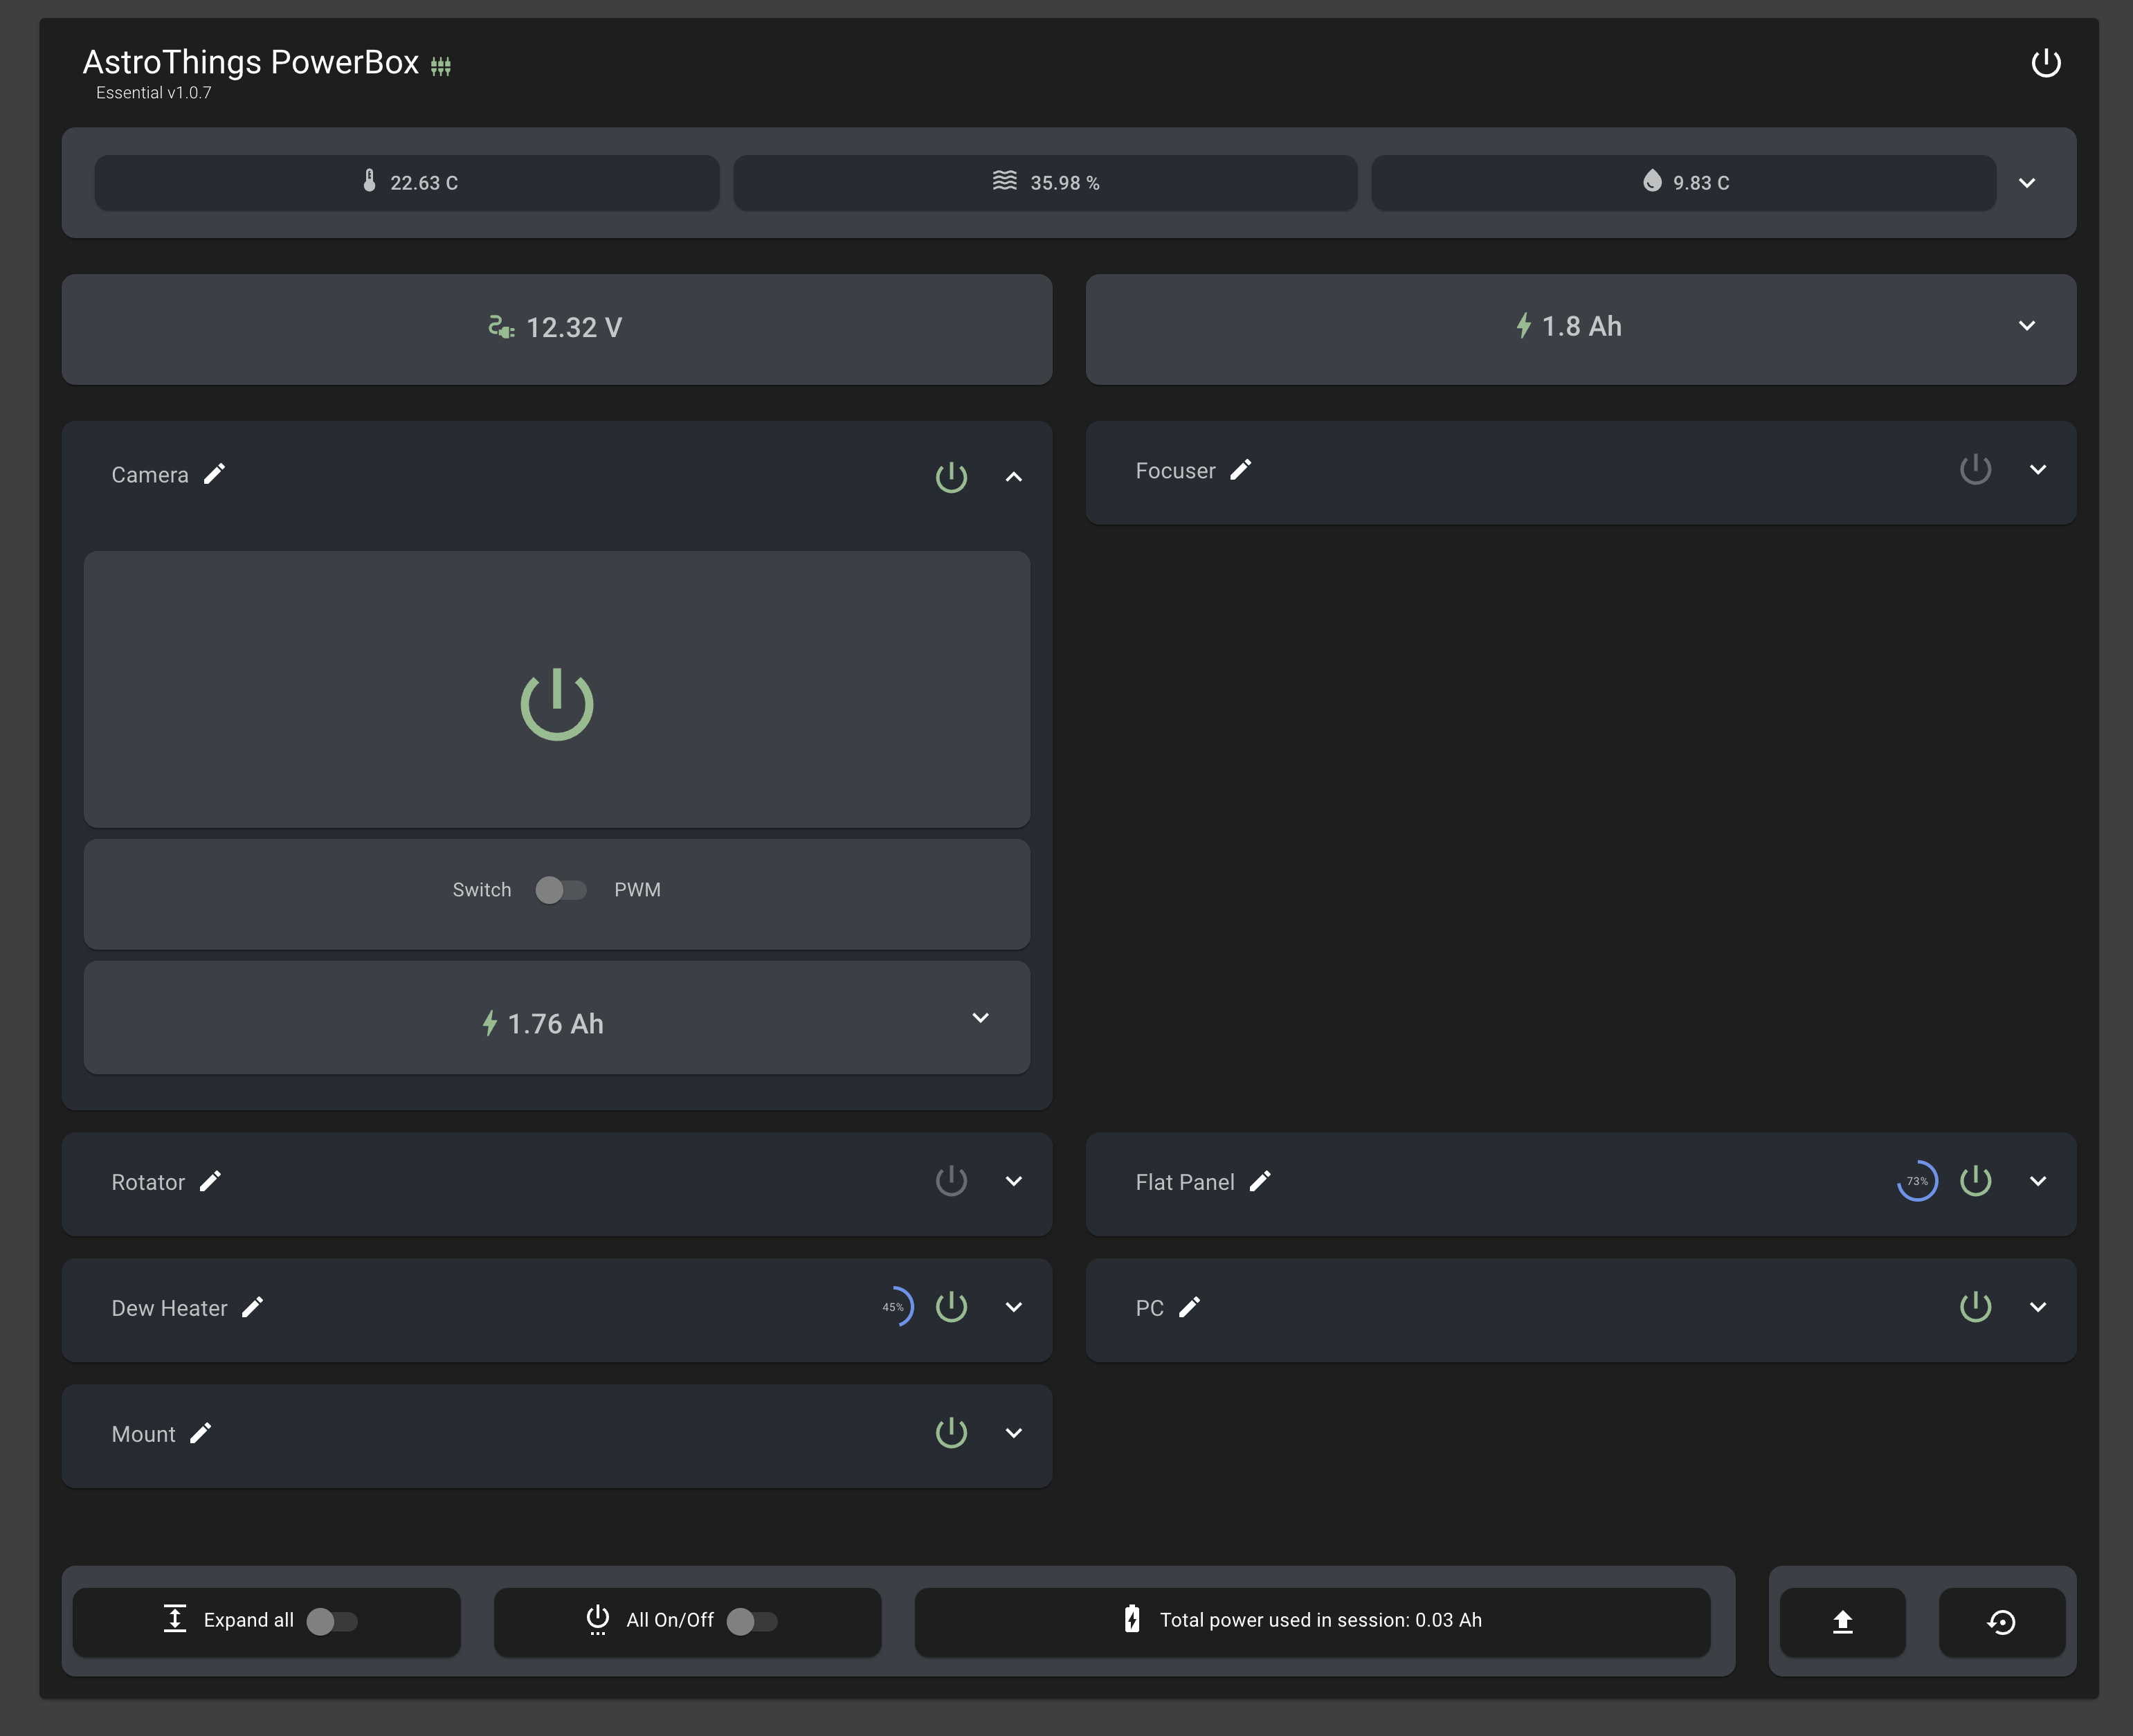 AstroThings PowerBox
Essential v1.0.7
22.63 C
35.98 %
9.83 C
12.32 V
1.8 Ah
Camera
Focuser
Switch
PWM
1.76 Ah
Rotator
Flat Panel
73%
Dew Heater
45%
PC
Mount
Expand all
All On/Off
Total power used in session: 0.03 Ah